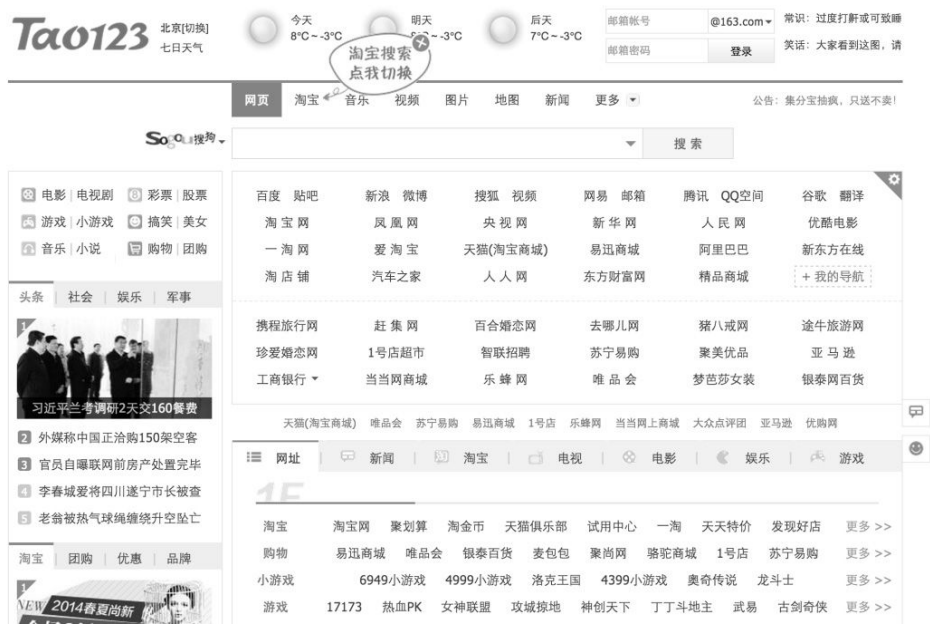 Tao123
北京[切换]
七日天气
今天
8°C~-3°C
明天
~-3°C
后天
7°C~-3°C
邮箱帐号 @163.com
邮箱密码 登录
常识：过度打鼾或可致睡
笑话：大家看到这图，请
淘宝搜索
点我切换
网页 淘宝 音乐 视频 图片 地图 新闻 更多
公告：集分宝抽疯，只送不卖!
Sogou搜狗
搜索
电影|电视剧 彩票|股票
游戏|小游戏 搞笑|美女
音乐|小说 购物|团购
头条 | 社会 | 娱乐 | 军事
1
习近平兰考调研2天交160餐费
2 外媒称中国正洽购150架空客
3 官员自曝联网前房产处置完毕
4 李春城爱将四川遂宁市长被查
5 老翁被热气球绳缠绕升空坠亡
淘宝 | 团购 | 优惠 | 品牌
1
NEW 2014春夏尚新
百度 贴吧 新浪 微博 搜狐 视频 网易 邮箱 腾讯 QQ空间 谷歌 翻译
淘宝网 凤凰网 央视网 新华网 人民网 优酷电影
一淘网 爱淘宝 天猫(淘宝商城) 易迅商城 阿里巴巴 新东方在线
淘店铺 汽车之家 人人网 东方财富网 精品商城 + 我的导航
携程旅行网 赶集网 百合婚恋网 去哪儿网 猪八戒网 途牛旅游网
珍爱婚恋网 1号店超市 智联招聘 苏宁易购 聚美优品 亚马逊
工商银行 当当网商城 乐蜂网 唯品会 梦芭莎女装 银泰网百货
天猫(淘宝商城) 唯品会 苏宁易购 易迅商城 1号店 乐蜂网 当当网上商城 大众点评团 亚马逊 优购网
网址 | 新闻 | 淘宝 | 电视 | 电影 | 娱乐 | 游戏
1F
淘宝 淘宝网 聚划算 淘金币 天猫俱乐部 试用中心 一淘 天天特价 发现好店 更多 >>
购物 易迅商城 唯品会 银泰百货 麦包包 聚尚网 骆驼商城 1号店 苏宁易购 更多 >>
小游戏 6949小游戏 4999小游戏 洛克王国 4399小游戏 奥奇传说 龙斗士 更多 >>
游戏 17173 热血PK 女神联盟 攻城掠地 神创天下 丁丁斗地主 武易 古剑奇侠 更多 >>